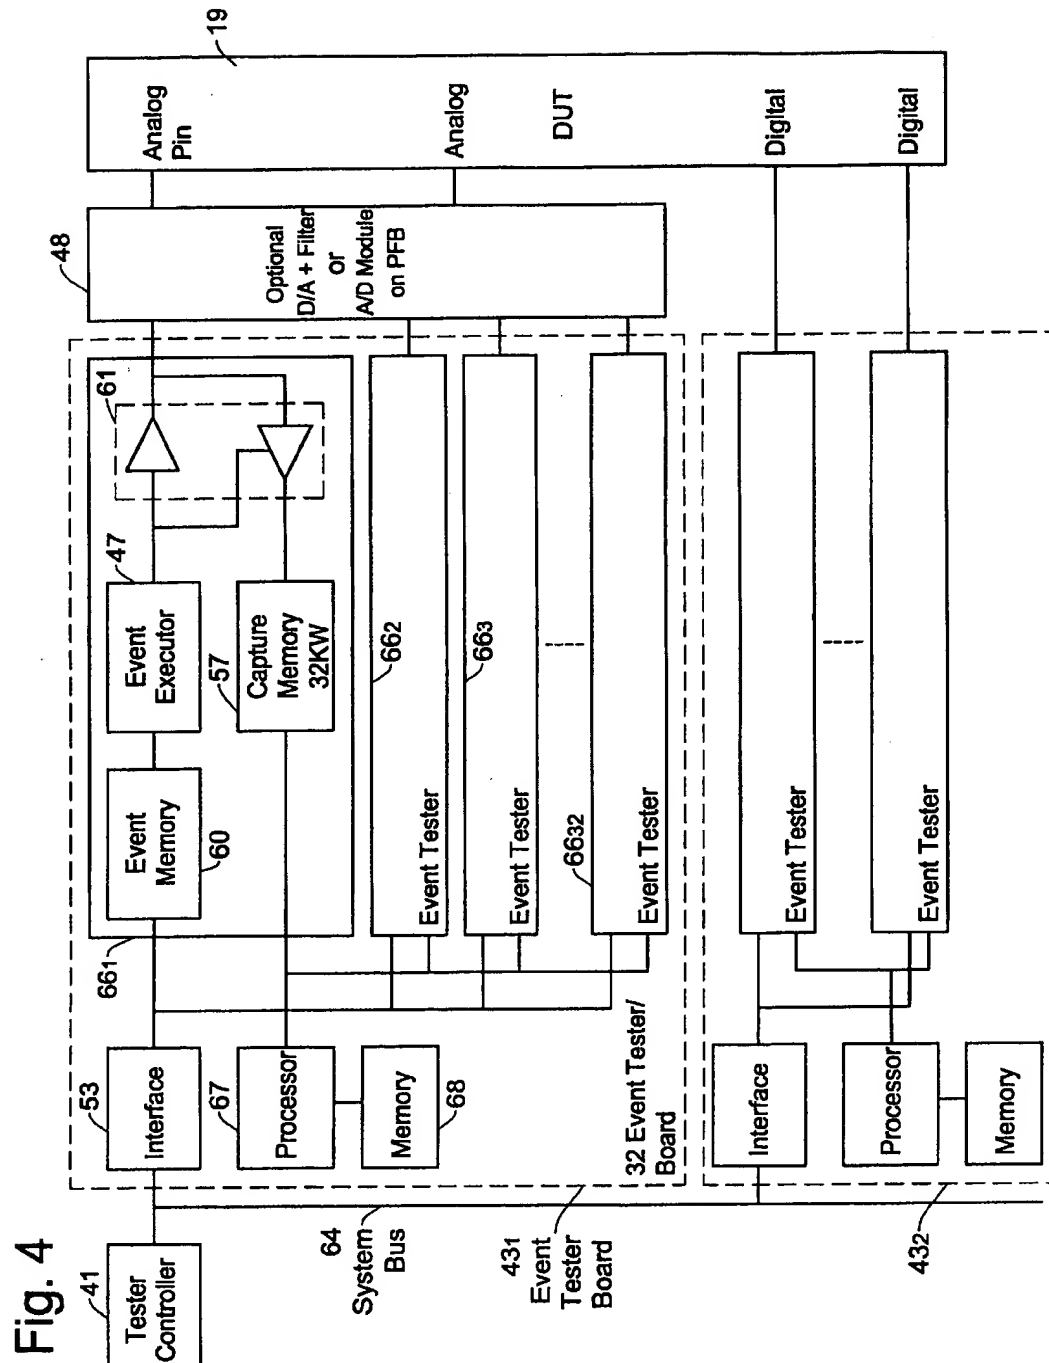 Fig. 4
41
Tester
Controller
64
System
Bus
43₁
Event
Tester
Board
43₂
53
Interface
67
Processor
Memory
68
32 Event Tester/
Board
66₁
Event
Memory
60
47
Event
Executor
57
Capture
Memory
32KW
61
66₂
Event Tester
66₃
Event Tester
66₃₂
Event Tester
48
Optional
D/A + Filter
or
A/D Module
on PFB
19
Analog
Pin
Analog
DUT
Digital
Digital
Interface
Processor
Memory
Event Tester
Event Tester